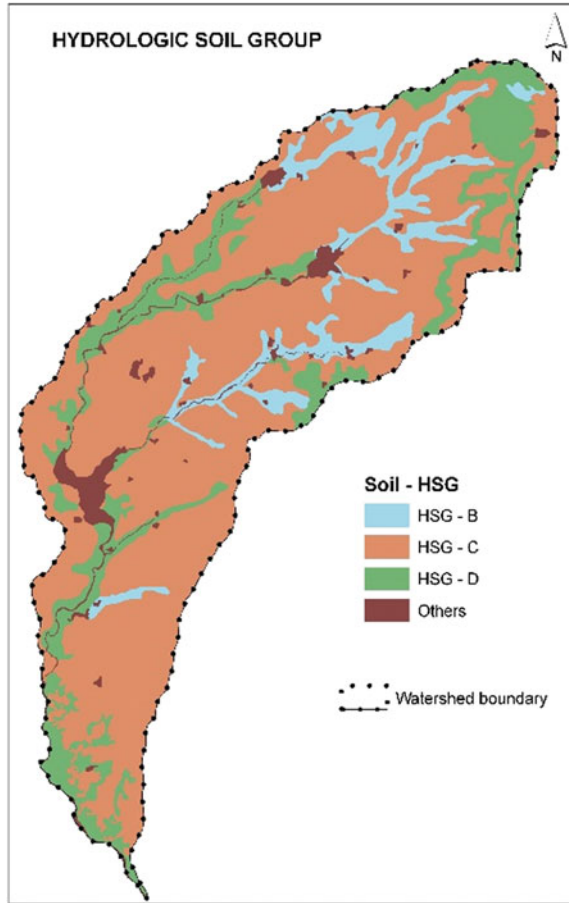 HYDROLOGIC SOIL GROUP
N
Soil - HSG
HSG - B
HSG - C
HSG - D
Others
Watershed boundary